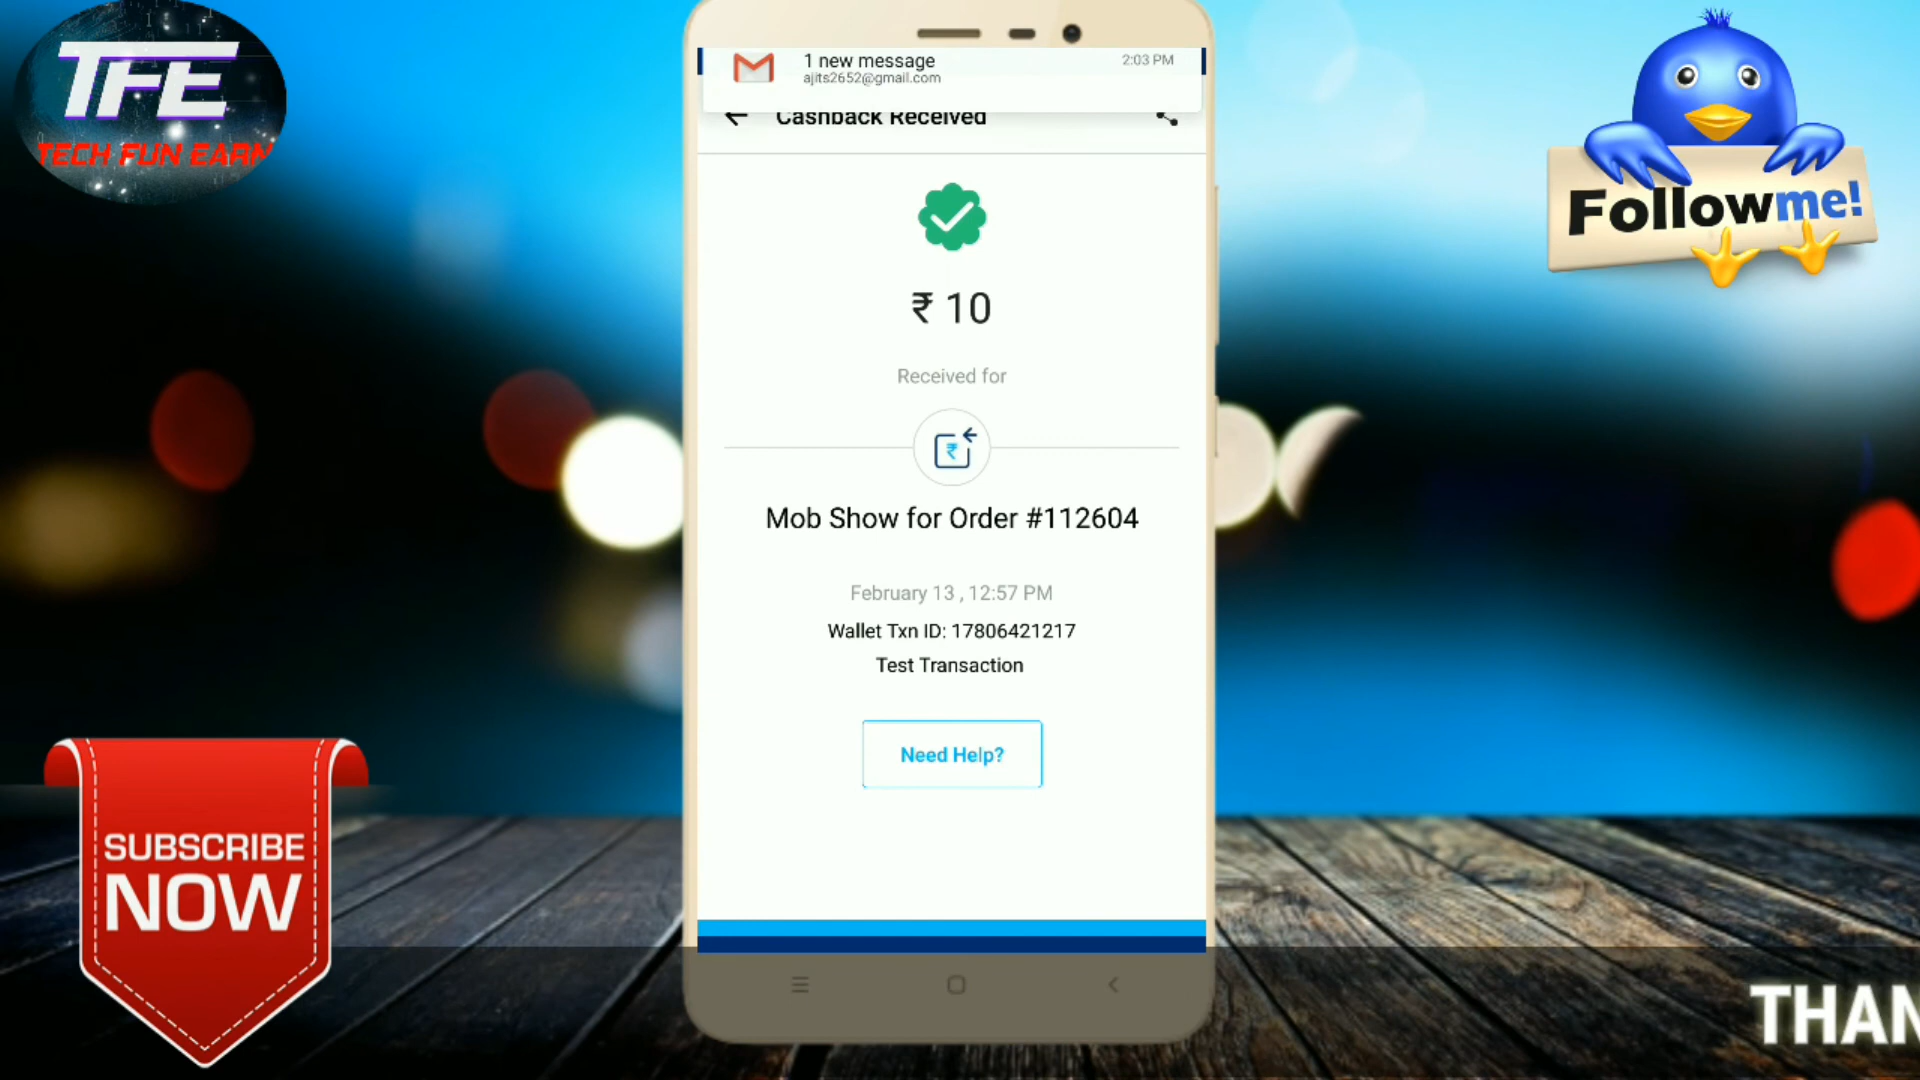 TFE
TECH FUN EARN
1 new message
2:03 PM
ajits2652@gmail.com
Cashback Received
₹ 10
Received for
₹
Mob Show for Order #112604
February 13 , 12:57 PM
Wallet Txn ID: 17806421217
Test Transaction
Need Help?
Followme!
SUBSCRIBE
NOW
THAN